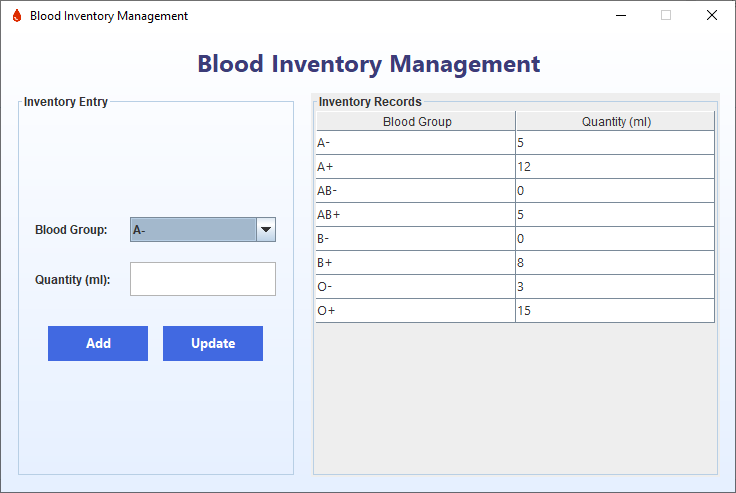 Blood Inventory Management
Blood Inventory Management
Inventory Entry
Blood Group:
A-
Quantity (ml):
Add Update
Inventory Records
Blood Group Quantity (ml)
A- 5
A+ 12
AB- 0
AB+ 5
B- 0
B+ 8
O- 3
O+ 15